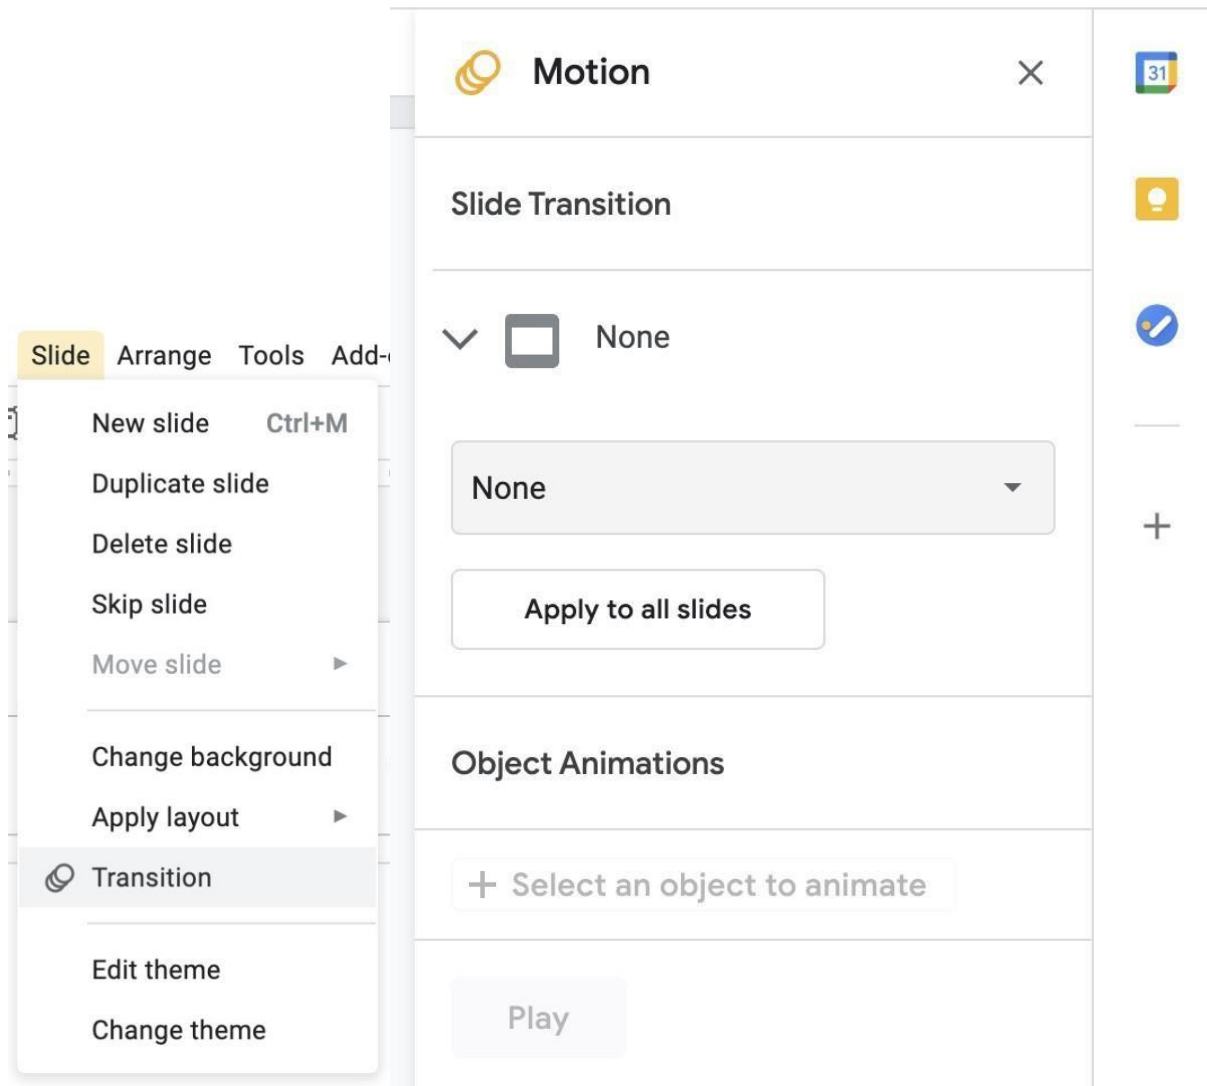 Slide Arrange Tools Add-
New slide Ctrl+M
Duplicate slide
Delete slide
Skip slide
Move slide
Change background
Apply layout
Transition
Edit theme
Change theme
Motion
Slide Transition
None
None
Apply to all slides
Object Animations
+ Select an object to animate
Play
31